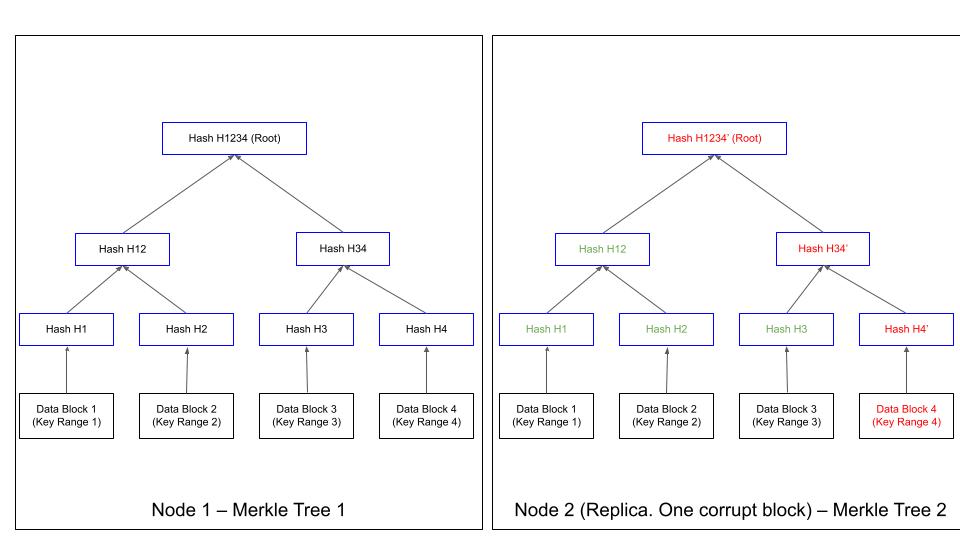 Hash H1234 (Root)
Hash H12
Hash H34
Hash H1
Hash H2
Hash H3
Hash H4
Data Block 1
(Key Range 1)
Data Block 2
(Key Range 2)
Data Block 3
(Key Range 3)
Data Block 4
(Key Range 4)
Node 1 – Merkle Tree 1
Hash H1234’ (Root)
Hash H12
Hash H34’
Hash H1
Hash H2
Hash H3
Hash H4’
Data Block 1
(Key Range 1)
Data Block 2
(Key Range 2)
Data Block 3
(Key Range 3)
Data Block 4
(Key Range 4)
Node 2 (Replica. One corrupt block) – Merkle Tree 2